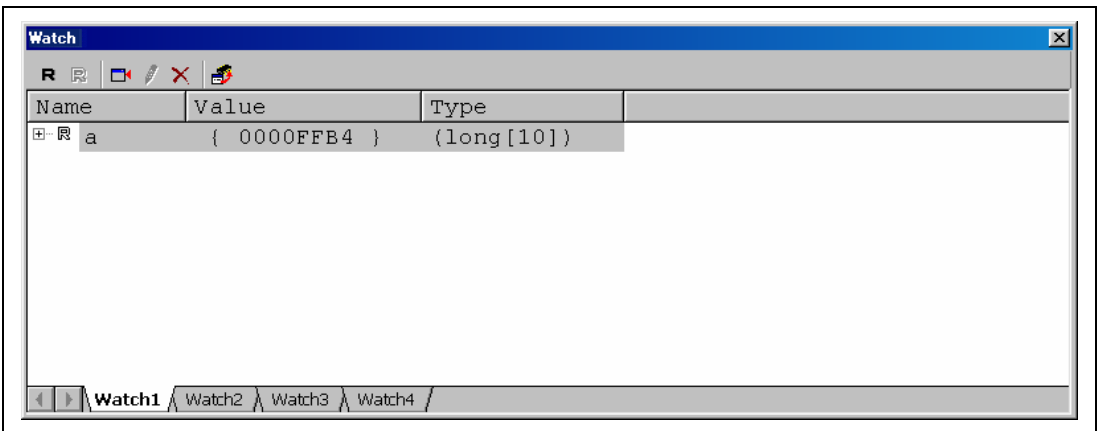 Watch
R R
Name Value Type
R a { 0000FFB4 } (long[10])
Watch1 Watch2 Watch3 Watch4